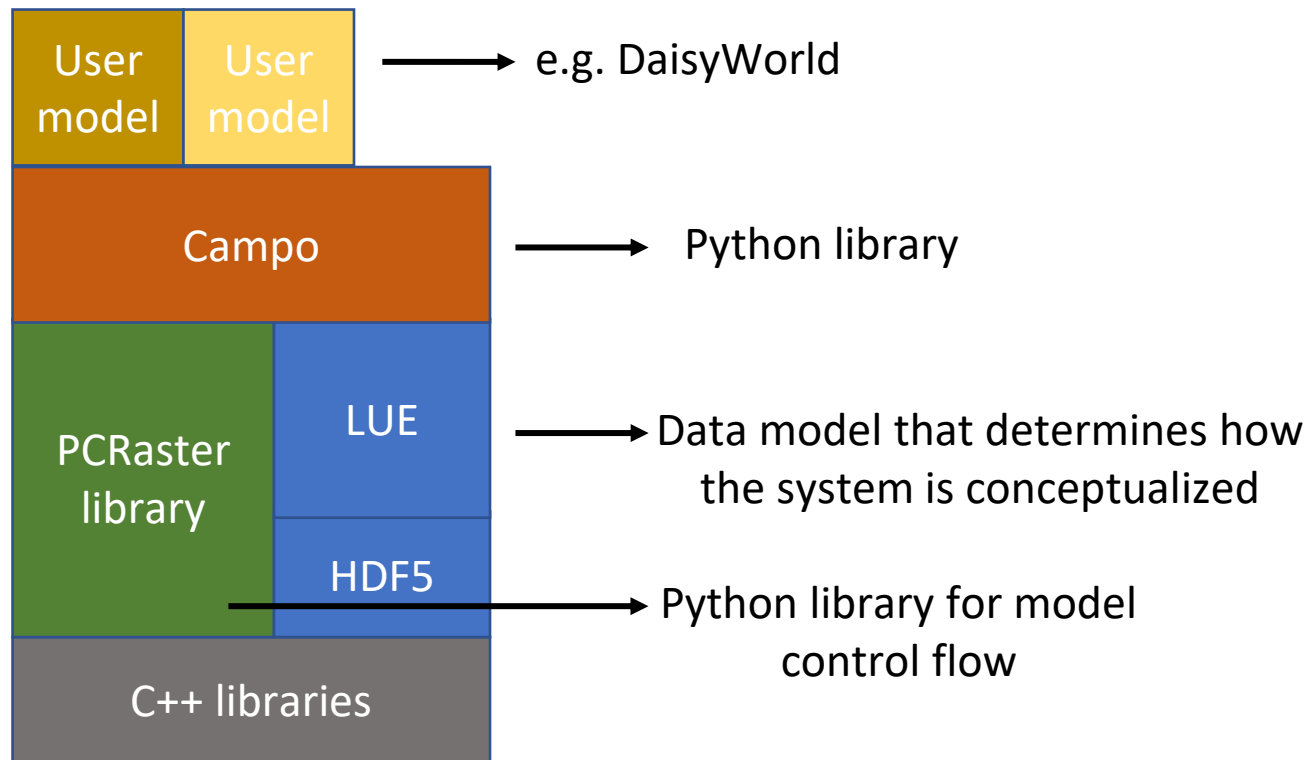 User
model
User
model
e.g. DaisyWorld
Campo
Python library
PCRaster
library
LUE
Data model that determines how
the system is conceptualized
HDF5
Python library for model
control flow
C++ libraries